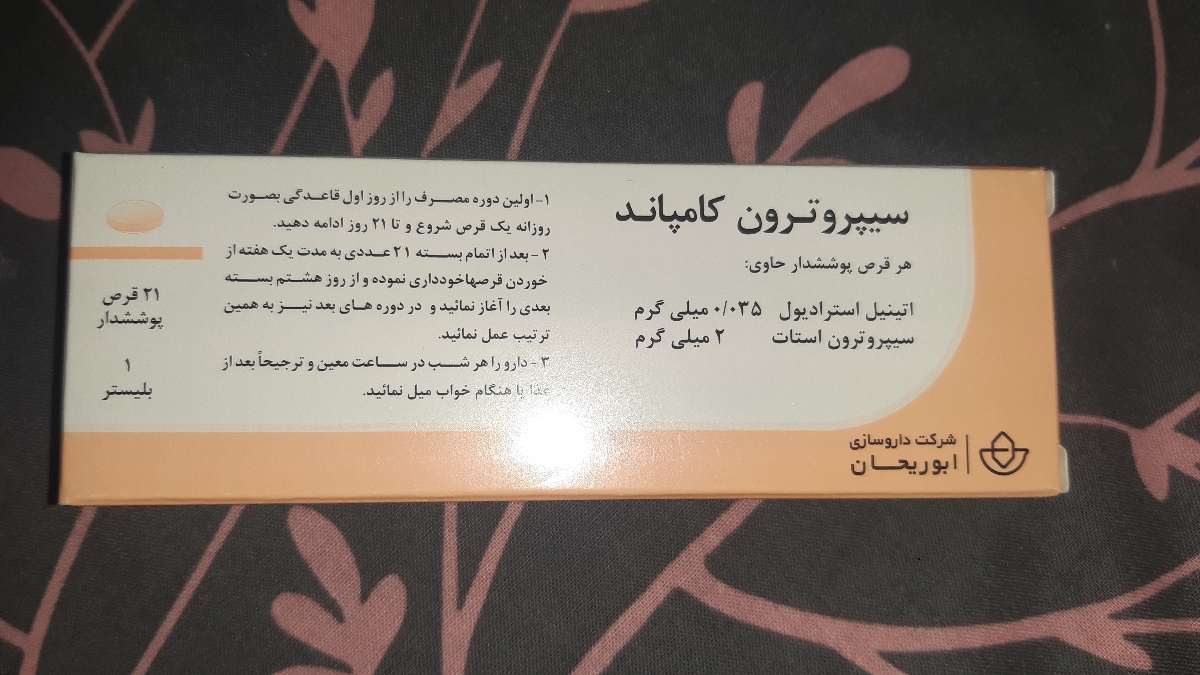 سیپروترون کامپاند
هر قرص پوششدار حاوی:
اتینیل استرادیول ۰/۰۳۵ میلی گرم
سیپروترون استات ۲ میلی گرم
شرکت داروسازی
ابوریحان
۱- اولین دوره مصرف را از روز اول قاعدگی بصورت
روزانه یک قرص شروع و تا ۲۱ روز ادامه دهید.
۲- بعد از اتمام بسته ۲۱ عددی به مدت یک هفته از
خوردن قرصها خودداری نموده و از روز هشتم بسته
بعدی را آغاز نمائید و در دوره های بعد نیز به همین
ترتیب عمل نمائید.
۳- دارو را هر شب در ساعت معین و ترجیحاً بعد از
غذا یا هنگام خواب میل نمائید.
۲۱ قرص
پوششدار
۱
بلیستر